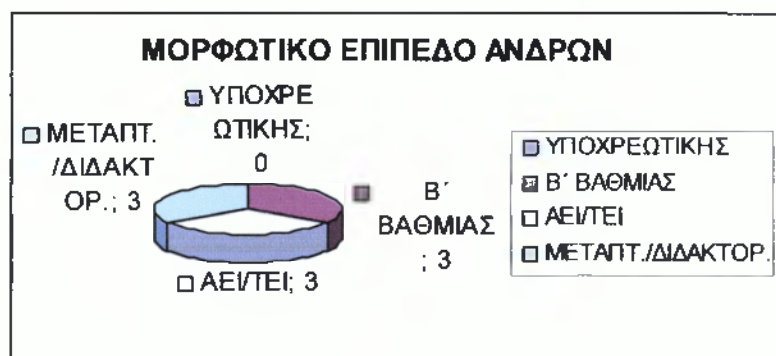 ΜΟΡΦΩΤΙΚΟ ΕΠΙΠΕΔΟ ΑΝΔΡΩΝ
ΥΠΟΧΡΕ
ΩΤΙΚΗΣ;
0
ΜΕΤΑΠΤ.
/ΔΙΔΑΚΤ
ΟΡ.; 3
Β΄
ΒΑΘΜΙΑΣ
; 3
ΑΕΙ/ΤΕΙ; 3
ΥΠΟΧΡΕΩΤΙΚΗΣ
Β΄ ΒΑΘΜΙΑΣ
ΑΕΙ/ΤΕΙ
ΜΕΤΑΠΤ./ΔΙΔΑΚΤΟΡ.